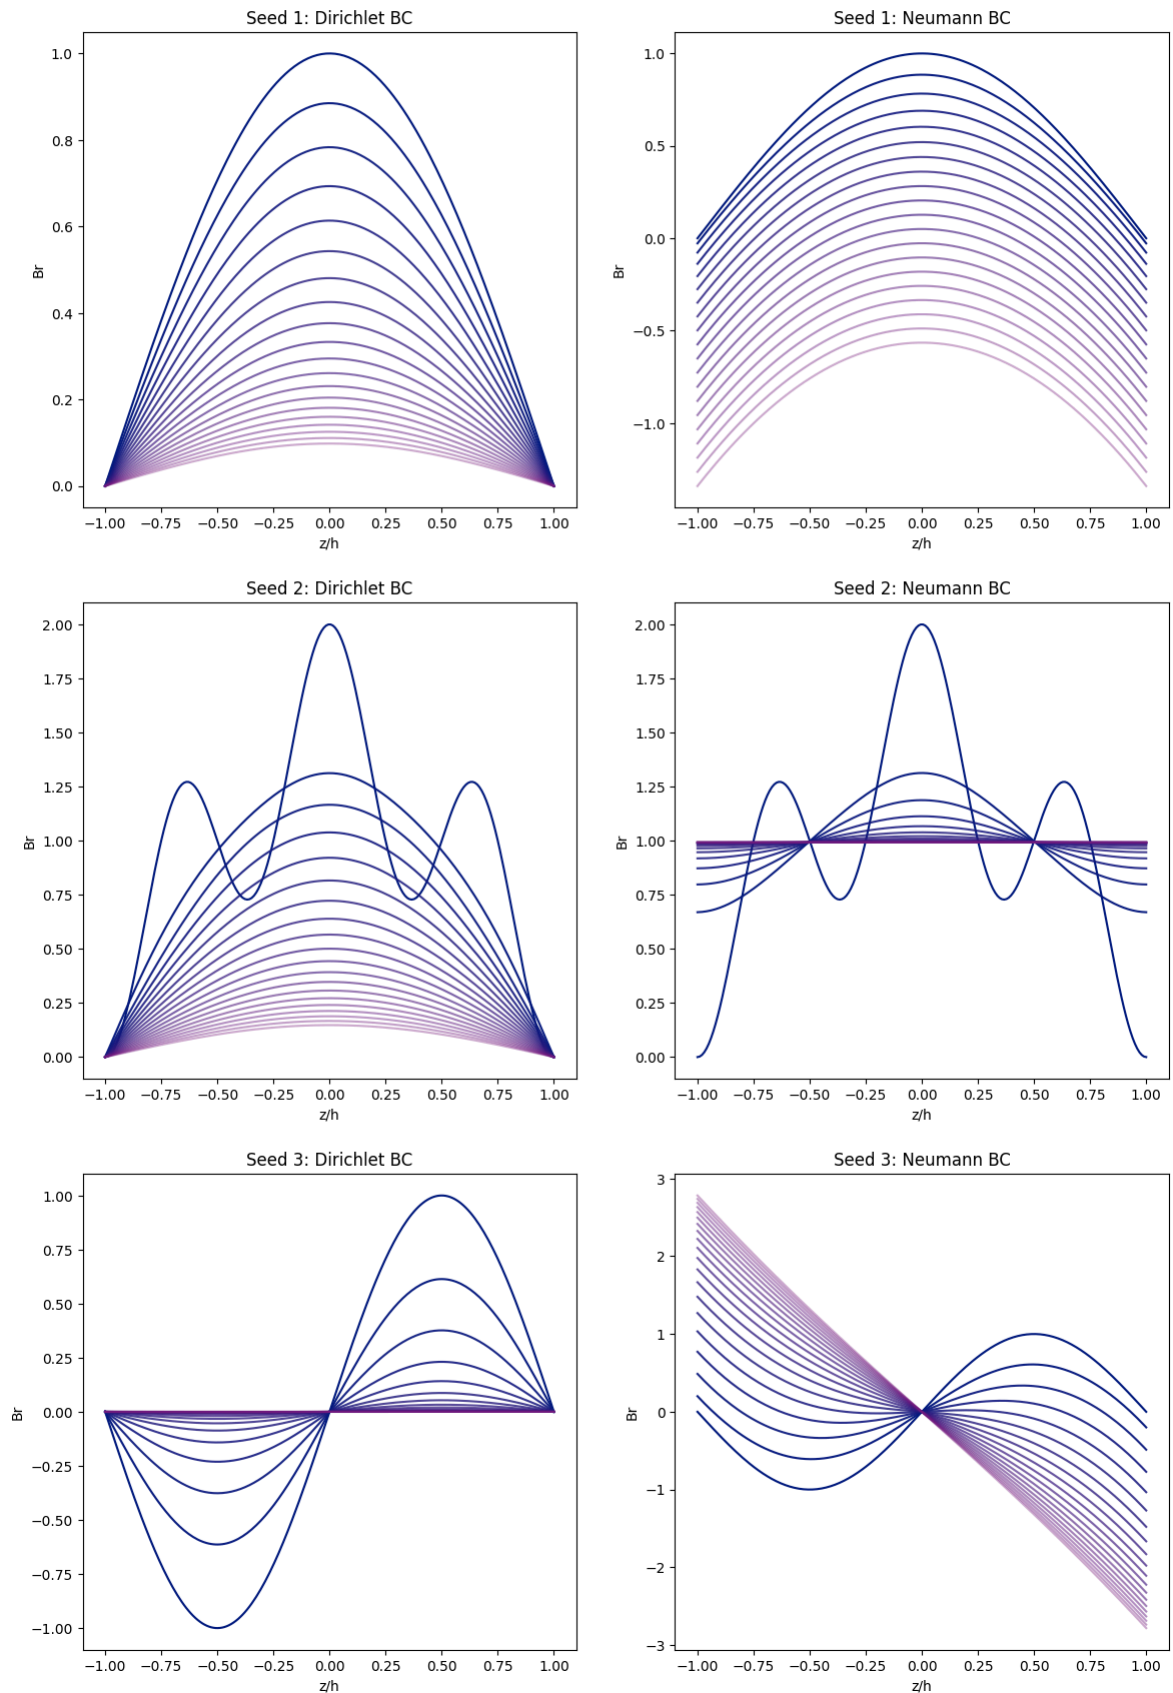 Seed 1: Dirichlet BC
1.0
0.8
0.6
0.4
0.2
0.0
Br
−1.00 −0.75 −0.50 −0.25 0.00 0.25 0.50 0.75 1.00
z/h
Seed 1: Neumann BC
1.0
0.5
0.0
−0.5
−1.0
Br
−1.00 −0.75 −0.50 −0.25 0.00 0.25 0.50 0.75 1.00
z/h
Seed 2: Dirichlet BC
2.00
1.75
1.50
1.25
1.00
0.75
0.50
0.25
0.00
Br
−1.00 −0.75 −0.50 −0.25 0.00 0.25 0.50 0.75 1.00
z/h
Seed 2: Neumann BC
2.00
1.75
1.50
1.25
1.00
0.75
0.50
0.25
0.00
Br
−1.00 −0.75 −0.50 −0.25 0.00 0.25 0.50 0.75 1.00
z/h
Seed 3: Dirichlet BC
1.00
0.75
0.50
0.25
0.00
−0.25
−0.50
−0.75
−1.00
Br
−1.00 −0.75 −0.50 −0.25 0.00 0.25 0.50 0.75 1.00
z/h
Seed 3: Neumann BC
3
2
1
0
−1
−2
−3
Br
−1.00 −0.75 −0.50 −0.25 0.00 0.25 0.50 0.75 1.00
z/h